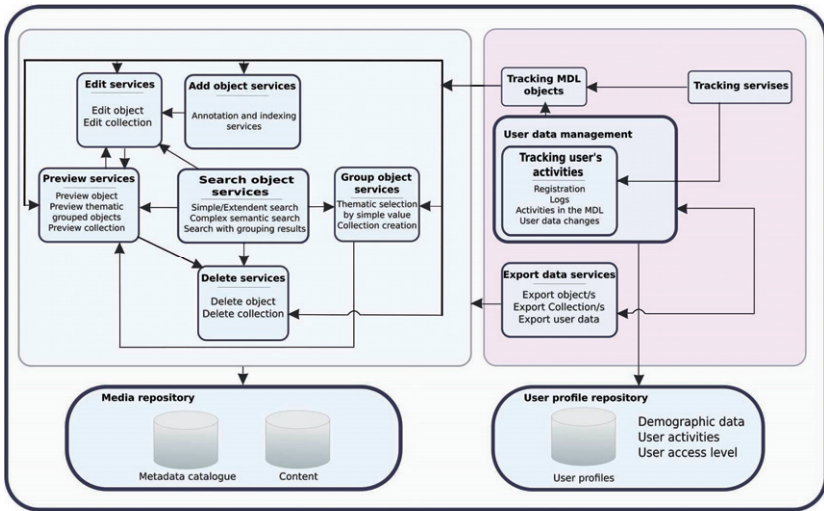 Edit services
Edit object
Edit collection
Add object services
Annotation and indexing
services
Preview services
Preview object
Preview thematic
grouped objects
Preview collection
Search object
services
Simple/Extendent search
Complex semantic search
Search with grouping results
Group object
services
Thematic selection
by simple value
Collection creation
Delete services
Delete object
Delete collection
Tracking MDL
objects
Tracking servises
User data management
Tracking user's
activities
Registration
Logs
Activities in the MDL
User data changes
Export data services
Export object/s
Export Collection/s
Export user data
Media repository
Metadata catalogue
Content
User profile repository
User profiles
Demographic data
User activities
User access level